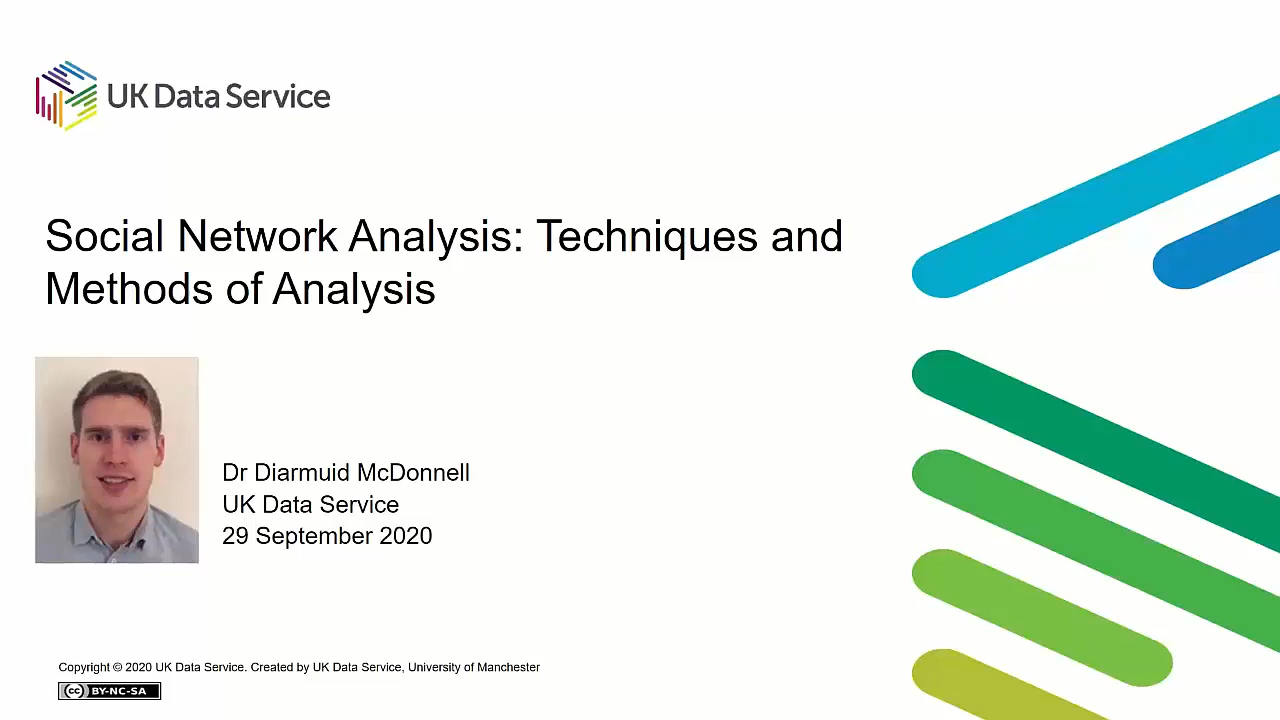 UK Data Service
Social Network Analysis: Techniques and
Methods of Analysis
Dr Diarmuid McDonnell
UK Data Service
29 September 2020
Copyright © 2020 UK Data Service. Created by UK Data Service, University of Manchester
cc BY-NC-SA